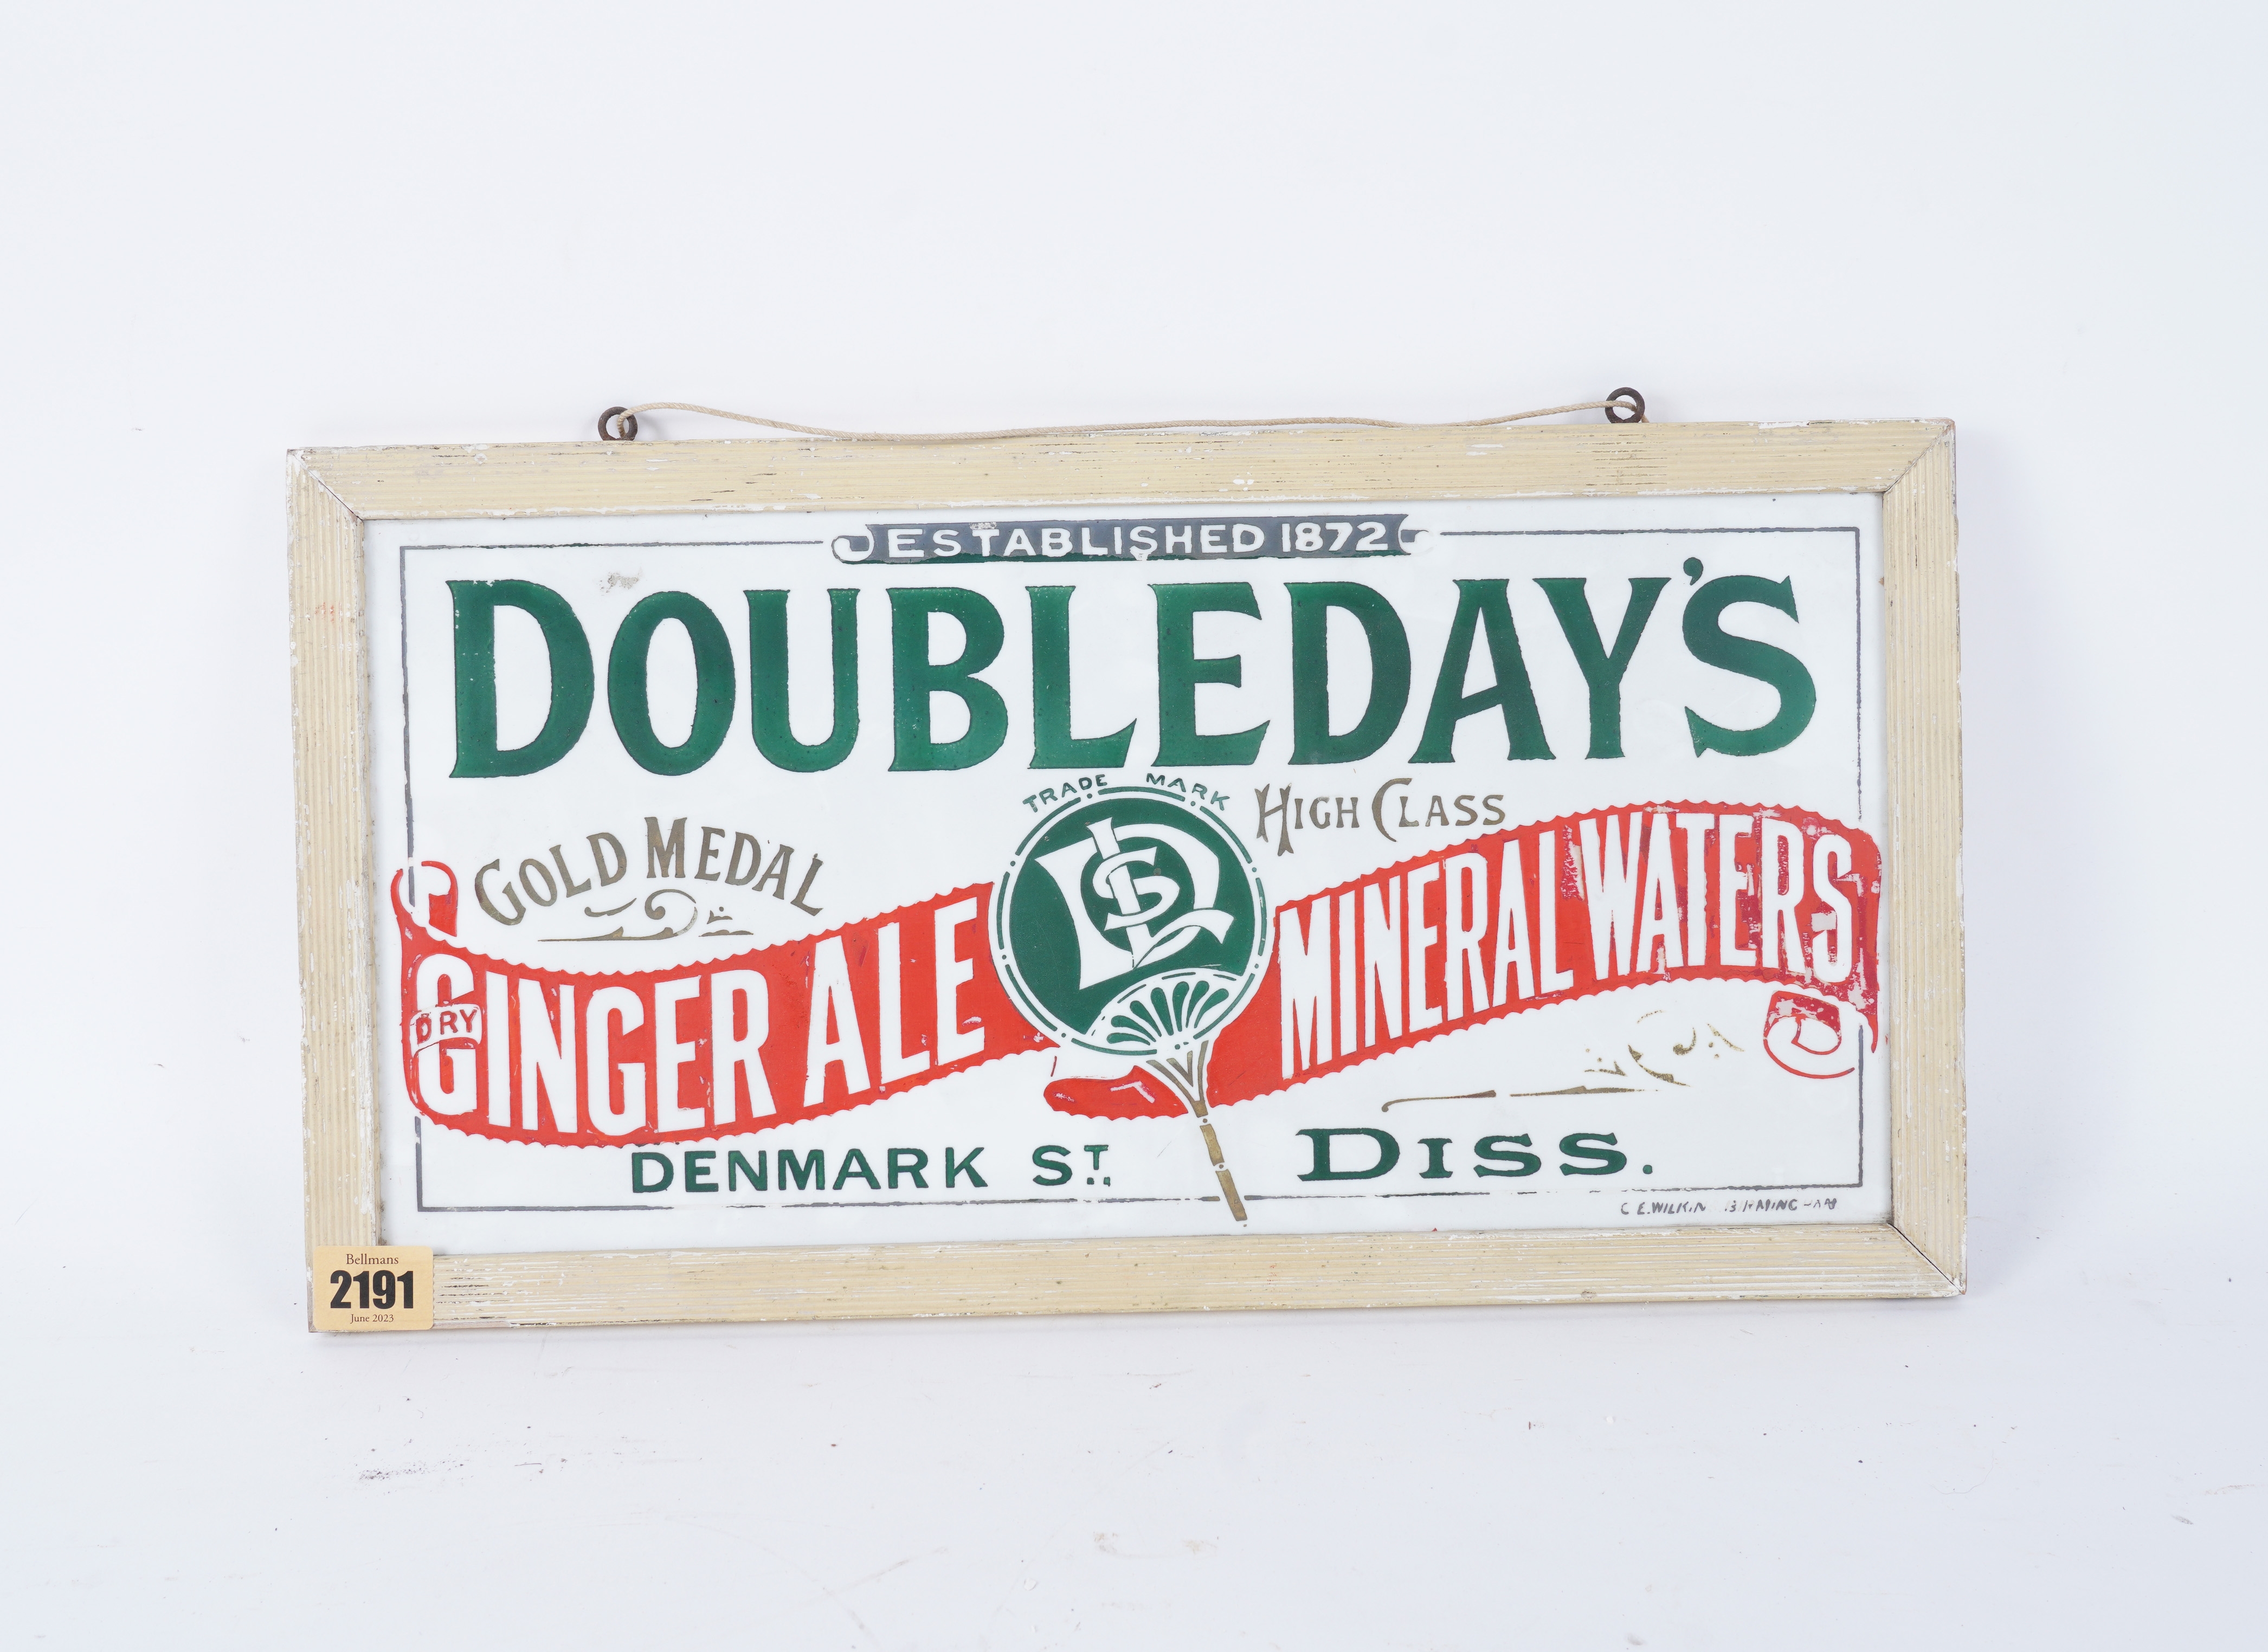 ESTABLISHED 1872
DOUBLEDAY'S
TRADE MARK
GOLD MEDAL
HIGH CLASS
DRY
GINGER ALE
MINERAL WATERS
DENMARK ST.
DISS.
C E. WILKIN
Bellmans
2191
June 2023